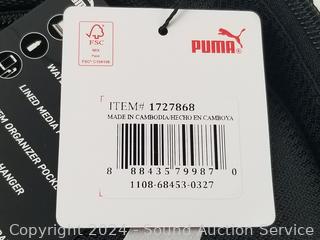 FSC
MIX
PUMA
WA
LINED MEDIA
ORGANIZER POCK
HANGER
ITEM# 1727868
MADE IN CAMBODIA/HECHO EN CAMBOYA
8 88435 79987 0
1108-68453-0327
Copyright 2024 - Sound Auction Service